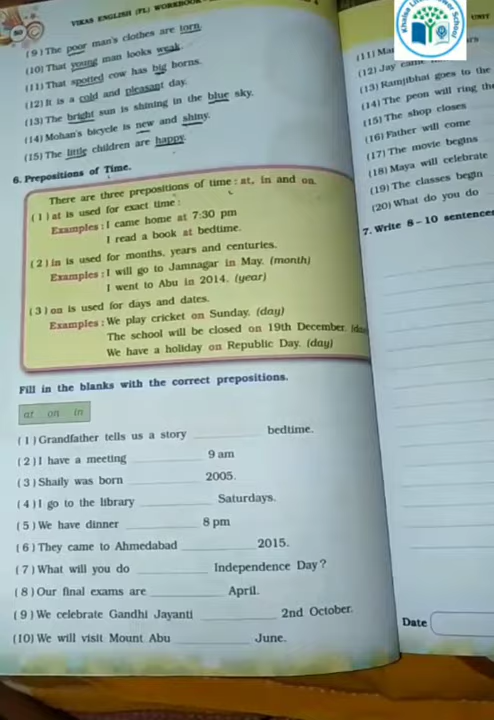 VIKAS ENGLISH (FL) WORKBOOK
( 9 ) The poor man's clothes are torn.
(10) That young man looks weak.
(11) That spotted cow has big horns.
(12) It is a cold and pleasant day.
(13) The bright sun is shining in the blue sky.
(14) Mohan's bicycle is new and shiny.
(15) The little children are happy.
6. Prepositions of Time.
There are three prepositions of time : at, in and on.
( 1 ) at is used for exact time :
Examples : I came home at 7:30 pm
I read a book at bedtime.
( 2 ) in is used for months, years and centuries.
Examples : I will go to Jamnagar in May. (month)
I went to Abu in 2014. (year)
( 3 ) on is used for days and dates.
Examples : We play cricket on Sunday. (day)
The school will be closed on 19th December.
We have a holiday on Republic Day. (day)
Fill in the blanks with the correct prepositions.
at on in
( 1 ) Grandfather tells us a story ________ bedtime.
( 2 ) I have a meeting ________ 9 am
( 3 ) Shaily was born ________ 2005.
( 4 ) I go to the library ________ Saturdays.
( 5 ) We have dinner ________ 8 pm
( 6 ) They came to Ahmedabad ________ 2015.
( 7 ) What will you do ________ Independence Day ?
( 8 ) Our final exams are ________ April.
( 9 ) We celebrate Gandhi Jayanti ________ 2nd October.
(10) We will visit Mount Abu ________ June.
UNIT
(11)
(12) Jay came
(13) Ramjibhai goes to the
(14) The peon will ring the
(15) The shop closes
(16) Father will come
(17) The movie begins
(18) Maya will celebrate
(19) The classes begin
(20) What do you do
7. Write 8 – 10 sentences
Date